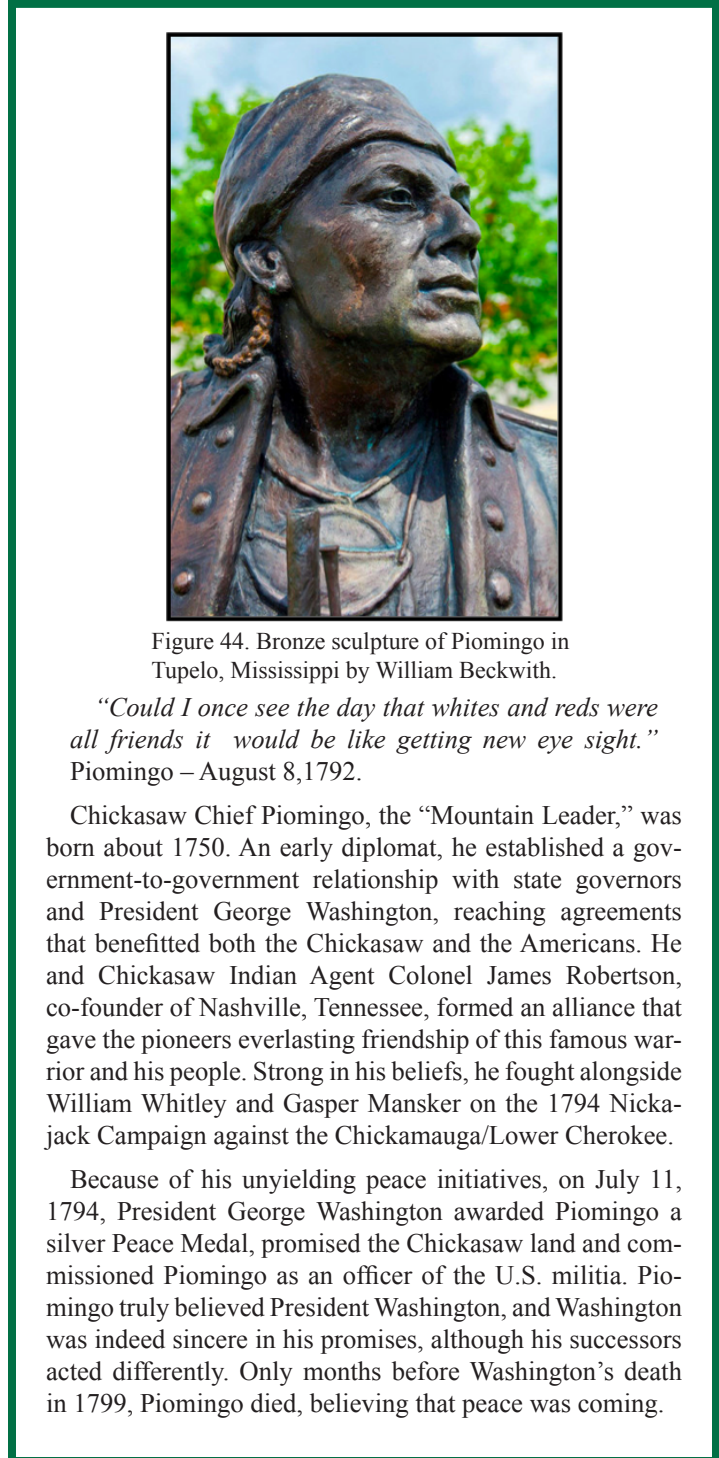 Figure 44. Bronze sculpture of Piomingo in
Tupelo, Mississippi by William Beckwith.
“Could I once see the day that whites and reds were
all friends it would be like getting new eye sight.”
Piomingo – August 8,1792.
Chickasaw Chief Piomingo, the “Mountain Leader,” was
born about 1750. An early diplomat, he established a gov-
ernment-to-government relationship with state governors
and President George Washington, reaching agreements
that benefitted both the Chickasaw and the Americans. He
and Chickasaw Indian Agent Colonel James Robertson,
co-founder of Nashville, Tennessee, formed an alliance that
gave the pioneers everlasting friendship of this famous war-
rior and his people. Strong in his beliefs, he fought alongside
William Whitley and Gasper Mansker on the 1794 Nicka-
jack Campaign against the Chickamauga/Lower Cherokee.
Because of his unyielding peace initiatives, on July 11,
1794, President George Washington awarded Piomingo a
silver Peace Medal, promised the Chickasaw land and com-
missioned Piomingo as an officer of the U.S. militia. Pio-
mingo truly believed President Washington, and Washington
was indeed sincere in his promises, although his successors
acted differently. Only months before Washington’s death
in 1799, Piomingo died, believing that peace was coming.